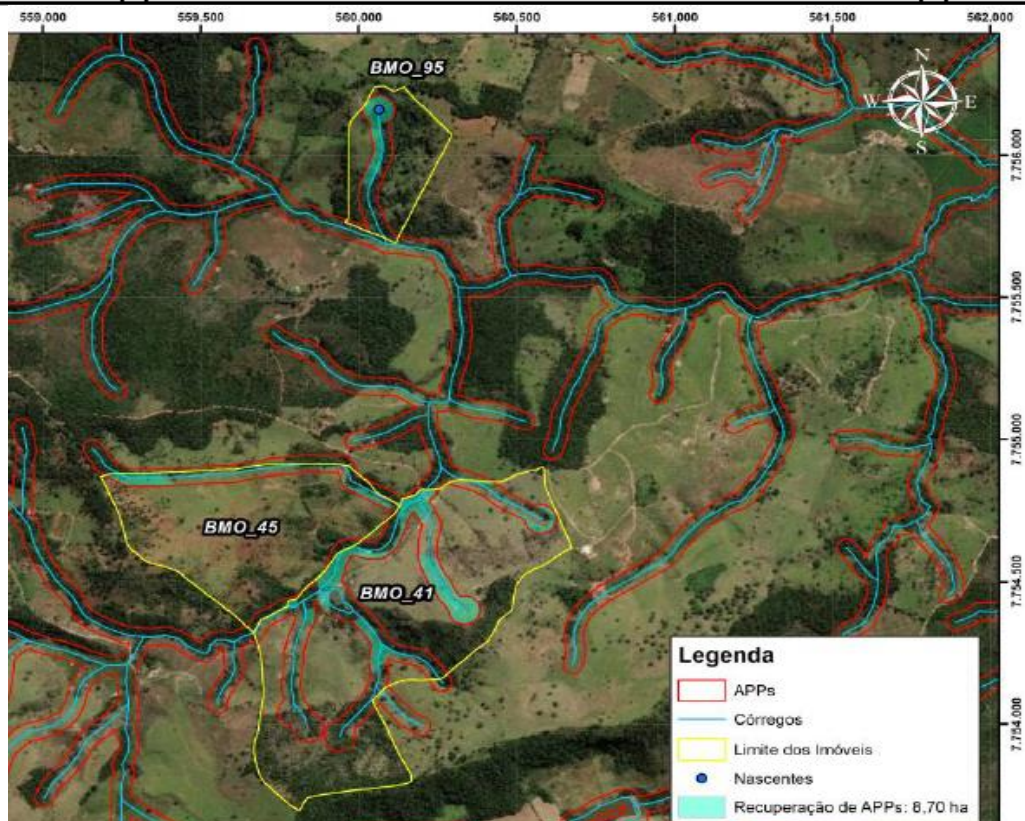 559.000 559.500 560.000 560.500 561.000 561.500 562.000
BMO_95
N
W E
S
7.756.000
7.755.500
7.755.000
BMO_45
BMO_41
7.754.500
7.754.000
Legenda
APPs
Córregos
Limite dos Imóveis
Nascentes
Recuperação de APPs: 8,70 ha